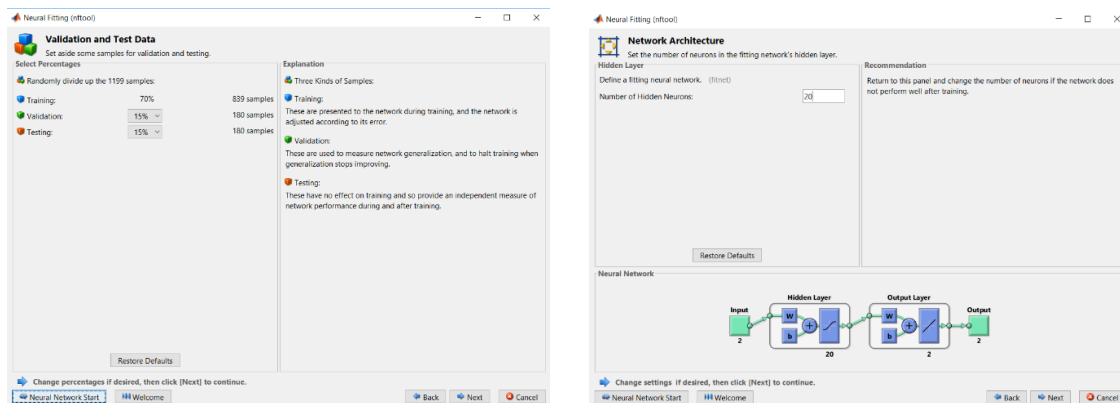 Neural Fitting (nftool)
Validation and Test Data
Set aside some samples for validation and testing.
Select Percentages
Randomly divide up the 1199 samples:
Training: 70% 839 samples
Validation: 15% 180 samples
Testing: 15% 180 samples
Restore Defaults
Explanation
Three Kinds of Samples:
Training:
These are presented to the network during training, and the network is
adjusted according to its error.
Validation:
These are used to measure network generalization, and to halt training when
generalization stops improving.
Testing:
These have no effect on training and so provide an independent measure of
network performance during and after training.
Change percentages if desired, then click [Next] to continue.
Neural Network Start Welcome Back Next Cancel
Neural Fitting (nftool)
Network Architecture
Set the number of neurons in the fitting network's hidden layer.
Hidden Layer
Define a fitting neural network. (fitnet)
Number of Hidden Neurons: 20
Restore Defaults
Recommendation
Return to this panel and change the number of neurons if the network does
not perform well after training.
Neural Network
Hidden Layer Output Layer
Input Output
W W
b b
2 20 2 2
Change settings if desired, then click [Next] to continue.
Neural Network Start Welcome Back Next Cancel